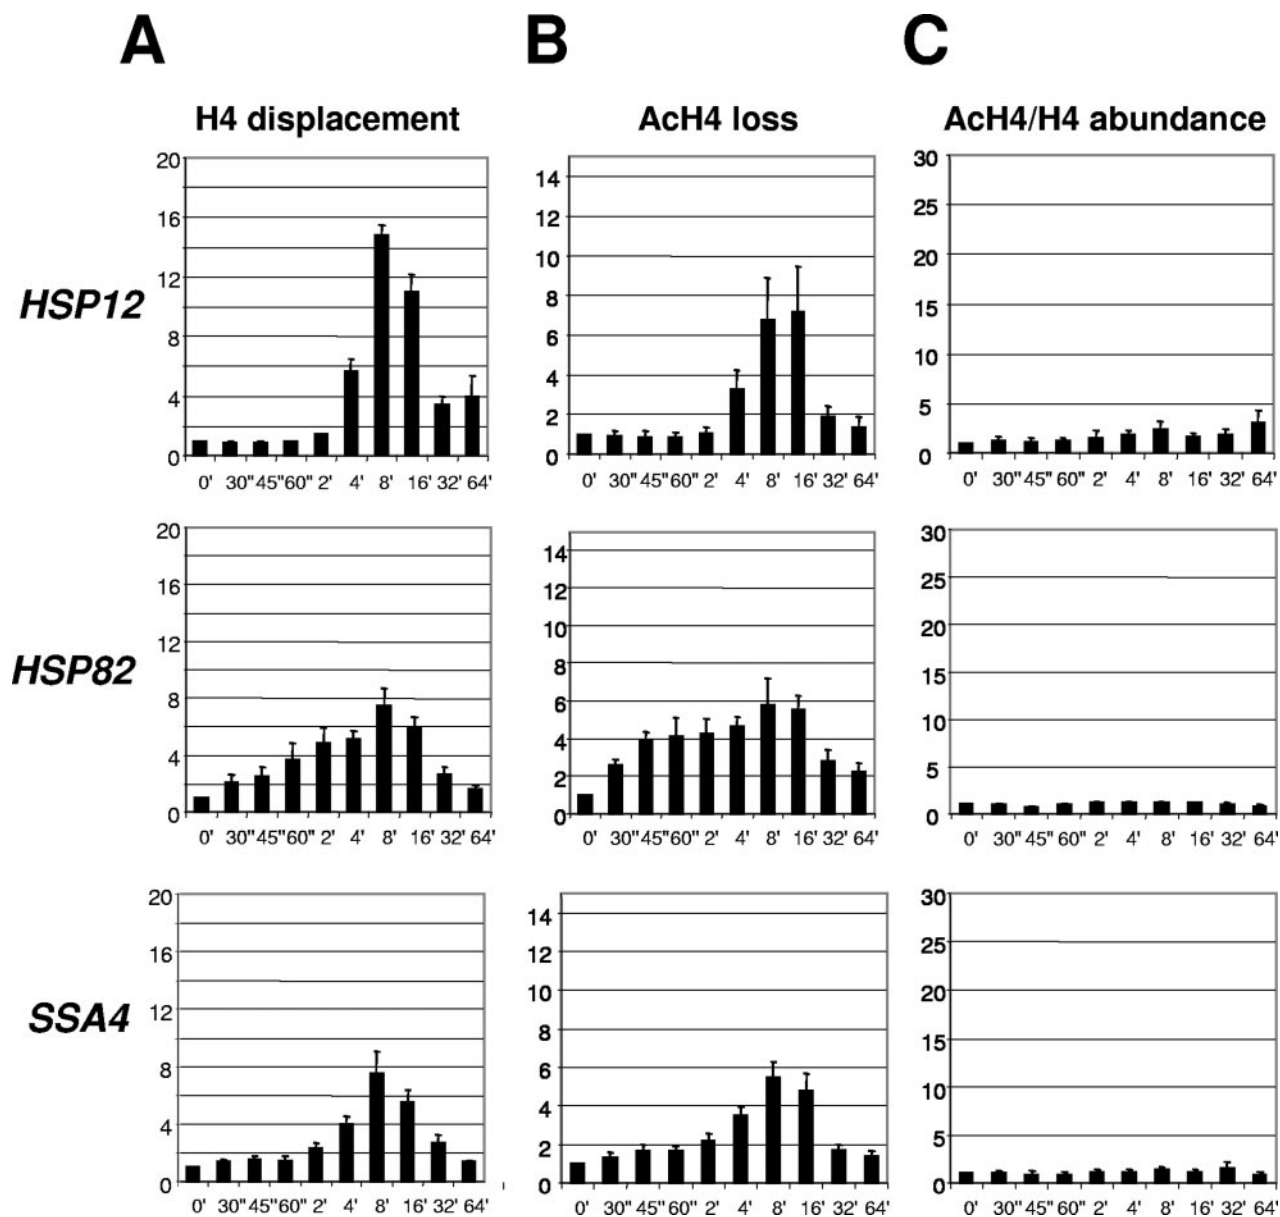 A B C
H4 displacement AcH4 loss AcH4/H4 abundance
HSP12
20 16 12 8 4 0
14 12 10 8 6 4 2 0
30 25 20 15 10 5 0
0' 30" 45" 60" 2' 4' 8' 16' 32' 64'
0' 30" 45" 60" 2' 4' 8' 16' 32' 64'
0' 30" 45" 60" 2' 4' 8' 16' 32' 64'
HSP82
20 16 12 8 4 0
14 12 10 8 6 4 2 0
30 25 20 15 10 5 0
0' 30" 45" 60" 2' 4' 8' 16' 32' 64'
0' 30" 45" 60" 2' 4' 8' 16' 32' 64'
0' 30" 45" 60" 2' 4' 8' 16' 32' 64'
SSA4
20 16 12 8 4 0
14 12 10 8 6 4 2 0
30 25 20 15 10 5 0
0' 30" 45" 60" 2' 4' 8' 16' 32' 64'
0' 30" 45" 60" 2' 4' 8' 16' 32' 64'
0' 30" 45" 60" 2' 4' 8' 16' 32' 64'